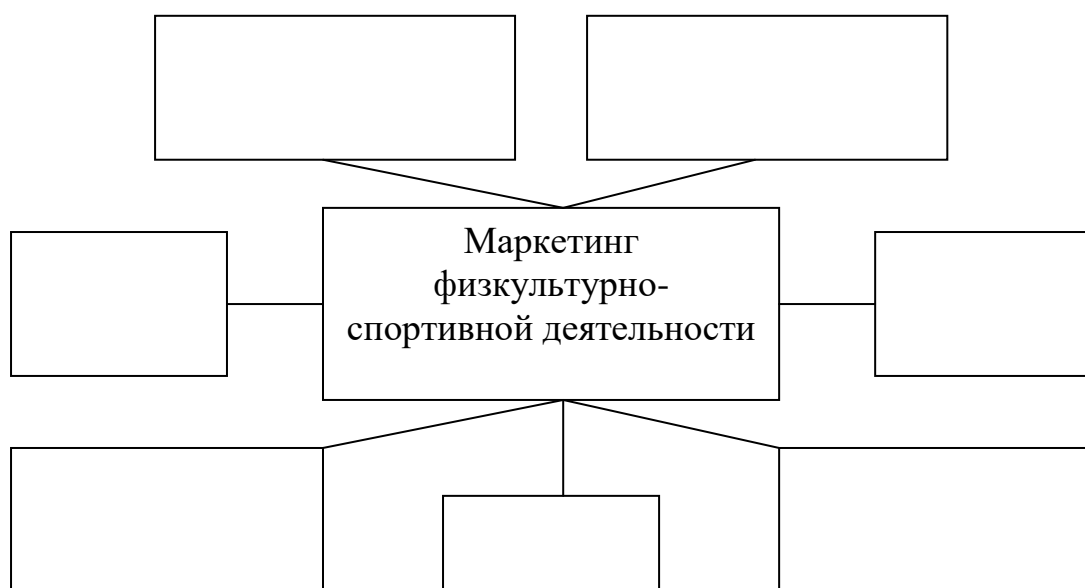 Маркетинг
физкультурно-
спортивной деятельности